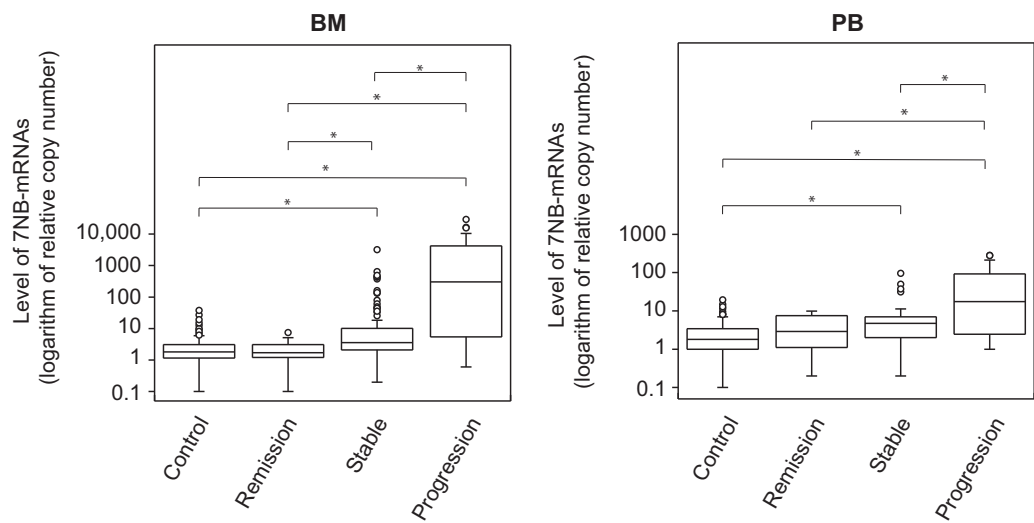 BM
Level of 7NB-mRNAs
(logarithm of relative copy number)
*
*
*
*
*
10,000
1000
100
10
1
0.1
Control
Remission
Stable
Progression
PB
Level of 7NB-mRNAs
(logarithm of relative copy number)
*
*
*
*
1000
100
10
1
0.1
Control
Remission
Stable
Progression